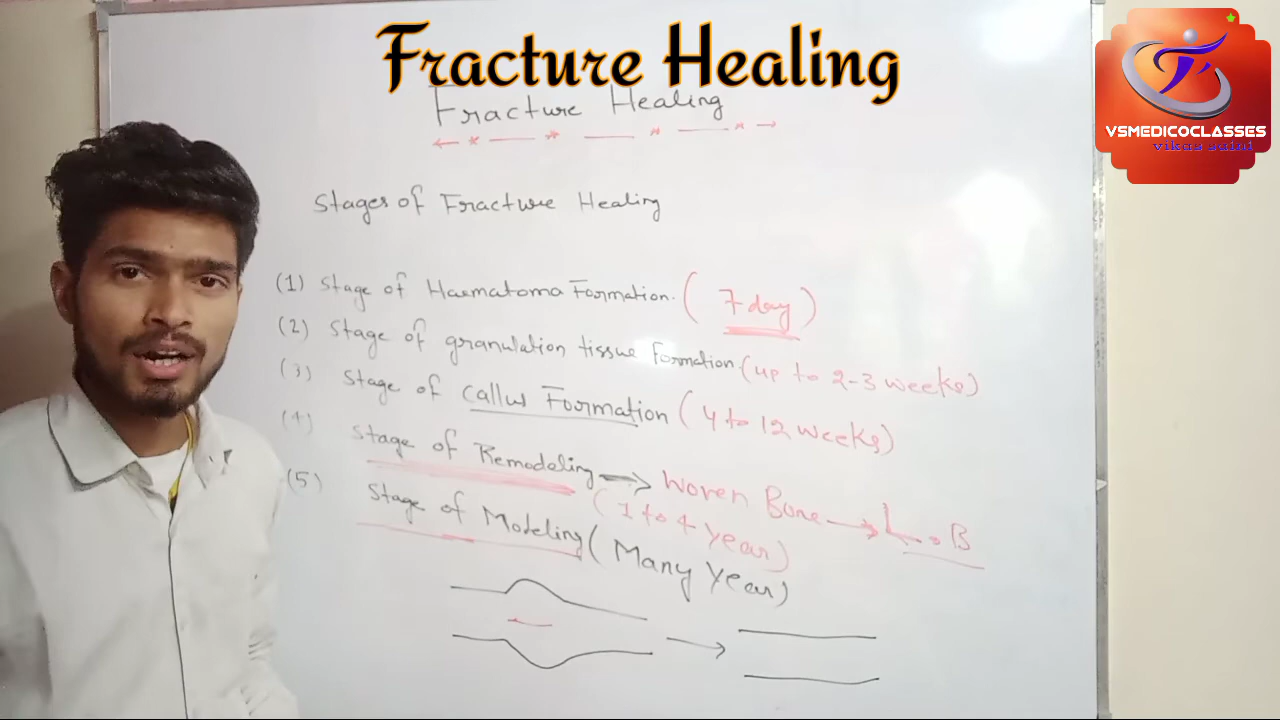 Fracture Healing
VSMEDICOCLASSES
vikas saini
Fracture Healing
Stages of Fracture Healing
(1) Stage of Haematoma Formation. ( 7 day )
(2) Stage of granulation tissue Formation (up to 2-3 weeks)
(3) Stage of Callus Formation ( 4 to 12 weeks)
(4) Stage of Remodeling → Woven Bone → L.B
( 1 to 4 year)
(5) Stage of Modeling ( Many Year)